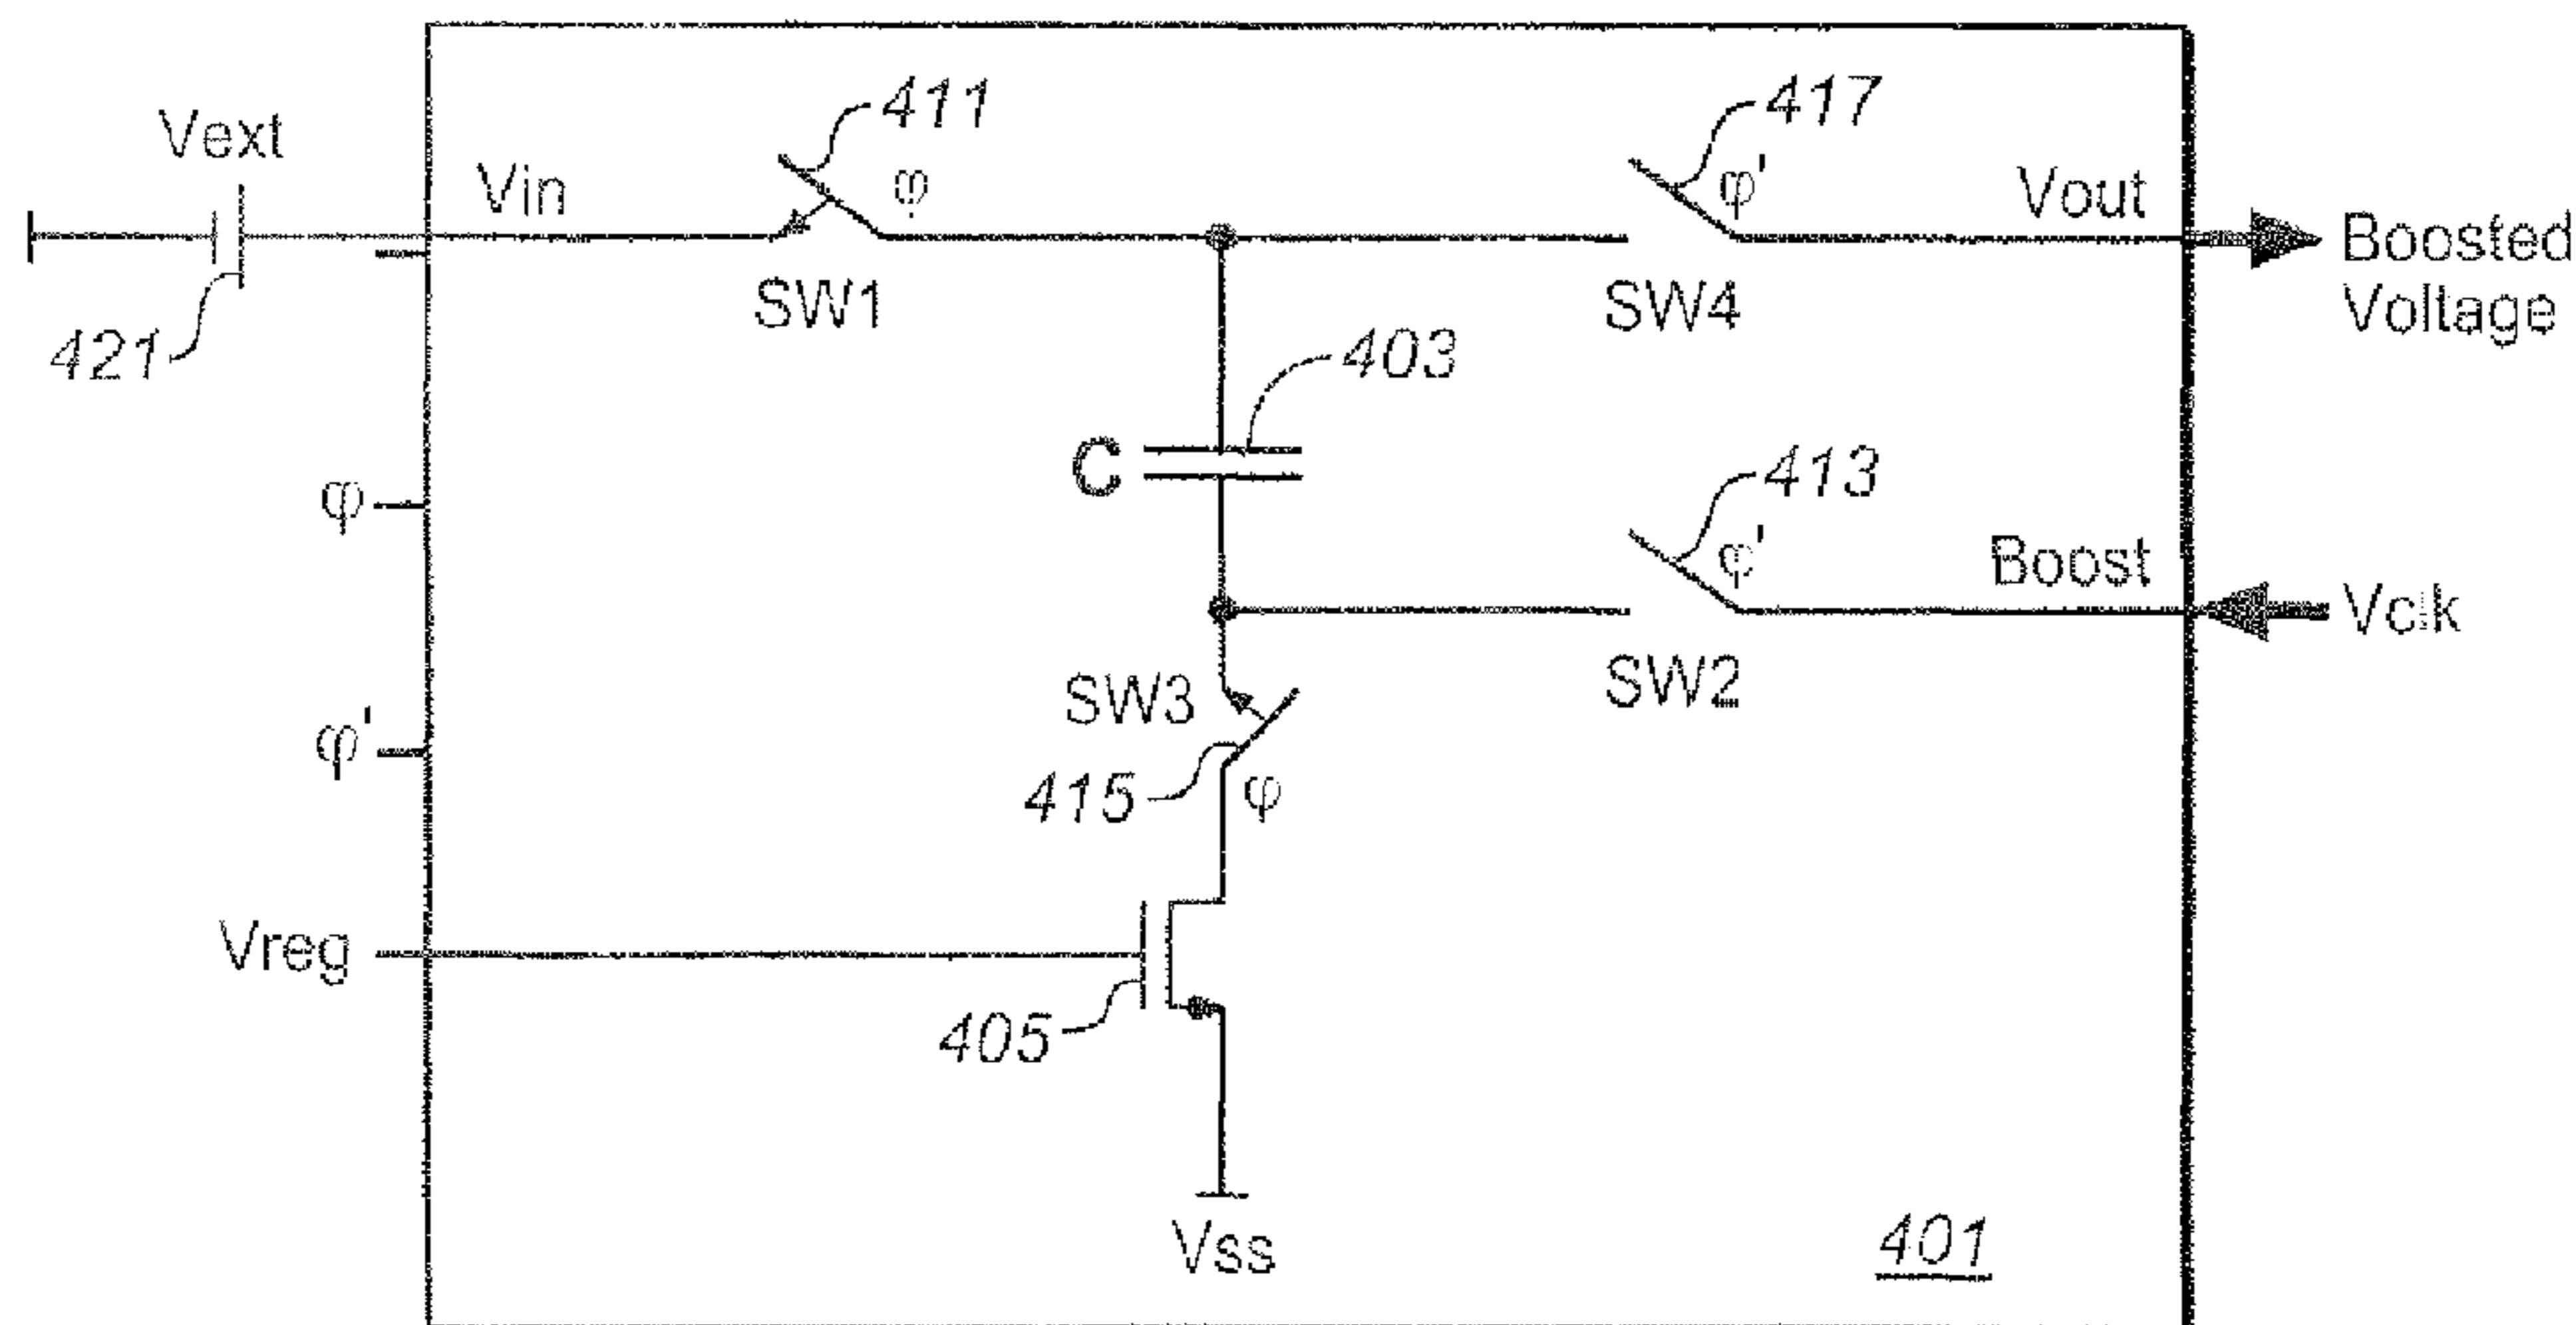 Vext
421
Vin
411
φ
SW1
417
φ'
SW4
Vout
Boosted
Voltage
C
403
φ
413
φ'
SW2
Boost
Vclk
SW3
415
φ
φ'
Vreg
405
Vss
401